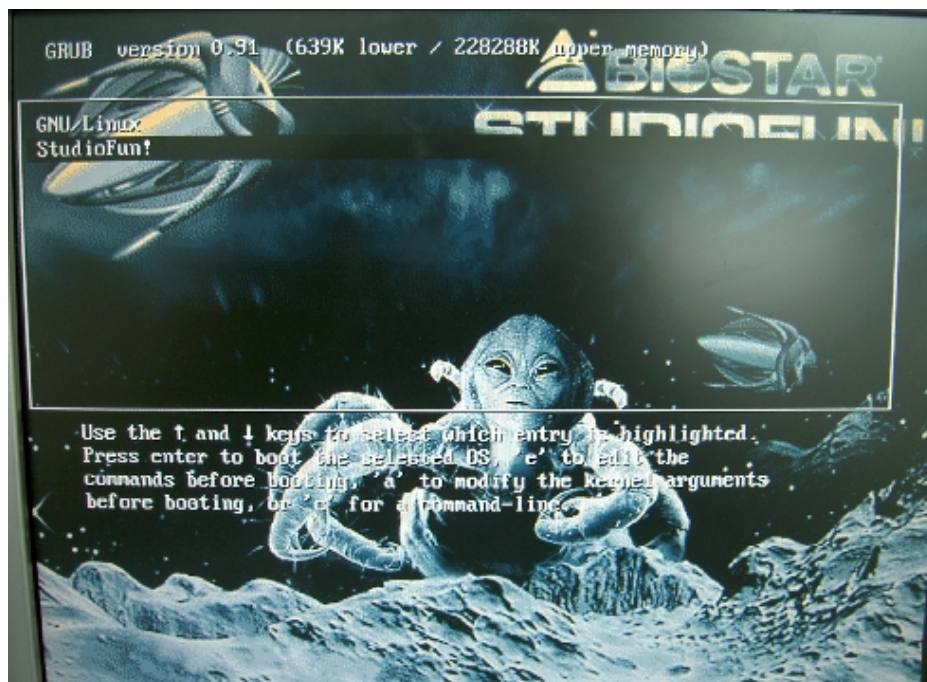 GRUB version 0.91 (639K lower / 228288K upper memory)
BIOSTAR
STUDIOFUN!
GNU/Linux
StudioFun!
Use the ↑ and ↓ keys to select which entry is highlighted.
Press enter to boot the selected OS, 'e' to edit the
commands before booting, 'a' to modify the kernel arguments
before booting, or 'c' for a command-line.